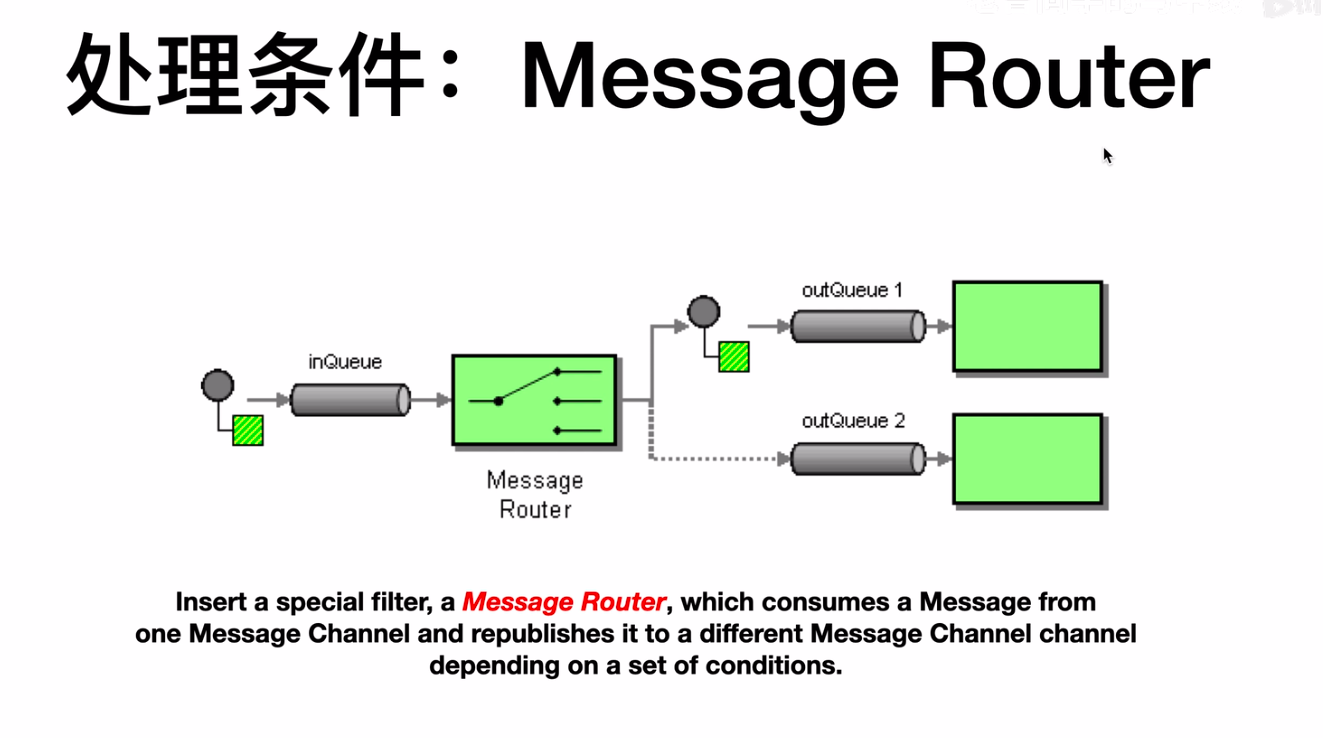 处理条件：Message Router
outQueue 1
inQueue
outQueue 2
Message
Router
Insert a special filter, a Message Router, which consumes a Message from
one Message Channel and republishes it to a different Message Channel channel
depending on a set of conditions.